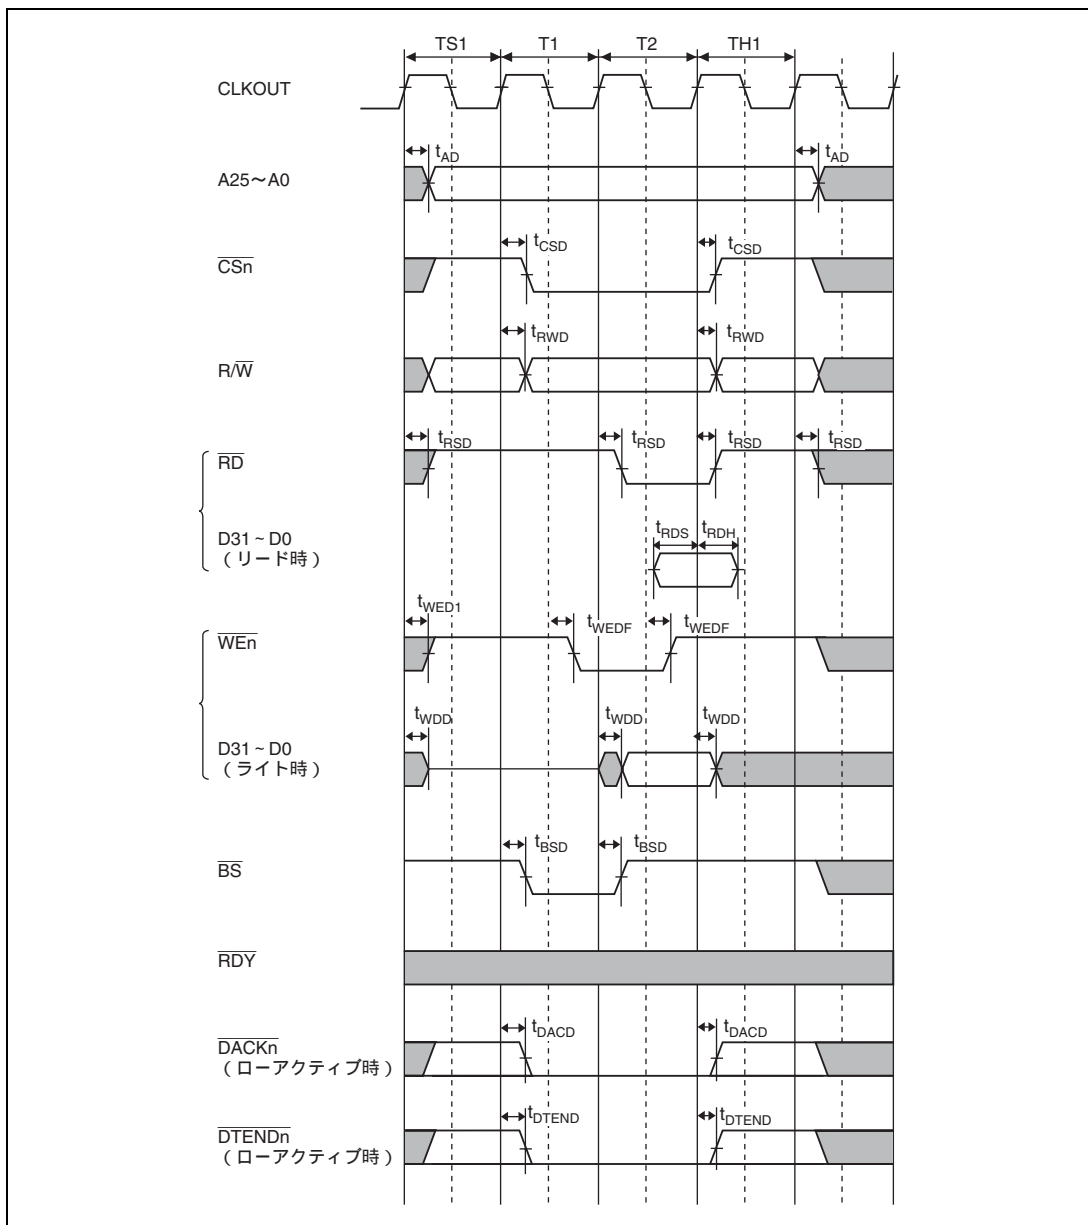 TS1 T1 T2 TH1
CLKOUT
tAD tAD
A25～A0
tCSD tCSD
CSn
tRWD tRWD
R/W
tRSD tRSD tRSD tRSD
RD
tRDS tRDH
D31 ~ D0
（リード時）
tWED1 tWEDF tWEDF
WEn
tWDD tWDD tWDD
D31 ~ D0
（ライト時）
tBSD tBSD
BS
RDY
tDACD tDACD
DACKn
（ローアクティブ時）
tDTEND tDTEND
DTENDn
（ローアクティブ時）